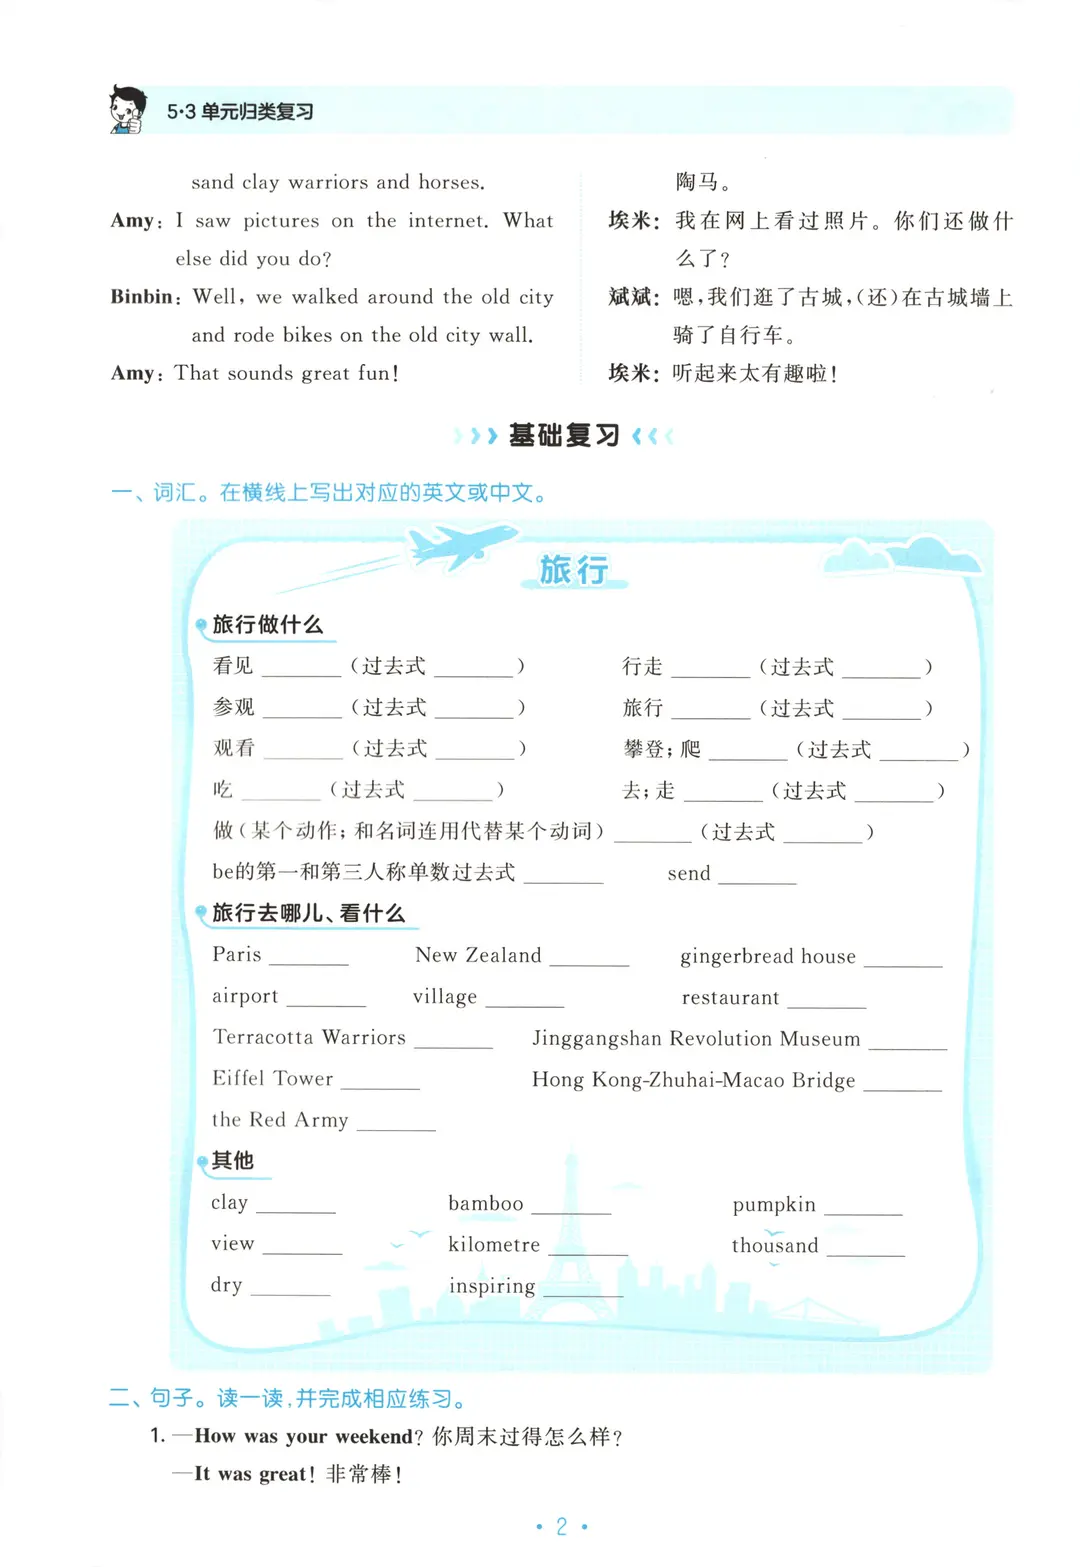 5·3 单元归类复习
sand clay warriors and horses.
Amy: I saw pictures on the internet. What
else did you do?
Binbin: Well, we walked around the old city
and rode bikes on the old city wall.
Amy: That sounds great fun!
陶马。
埃米：我在网上看过照片。你们还做什
么了？
斌斌：嗯，我们逛了古城，（还）在古城墙上
骑了自行车。
埃米：听起来太有趣啦！
基础复习
一、词汇。在横线上写出对应的英文或中文。
旅行
旅行做什么
看见 ______（过去式 ______） 行走 ______（过去式 ______）
参观 ______（过去式 ______） 旅行 ______（过去式 ______）
观看 ______（过去式 ______） 攀登；爬 ______（过去式 ______）
吃 ______（过去式 ______） 去；走 ______（过去式 ______）
做（某个动作；和名词连用代替某个动词）______（过去式 ______）
be的第一和第三人称单数过去式 ______ send ______
旅行去哪儿、看什么
Paris ______ New Zealand ______ gingerbread house ______
airport ______ village ______ restaurant ______
Terracotta Warriors ______ Jinggangshan Revolution Museum ______
Eiffel Tower ______ Hong Kong-Zhuhai-Macao Bridge ______
the Red Army ______
其他
clay ______ bamboo ______ pumpkin ______
view ______ kilometre ______ thousand ______
dry ______ inspiring ______
二、句子。读一读，并完成相应练习。
1. —How was your weekend? 你周末过得怎么样？
—It was great! 非常棒！
· 2 ·